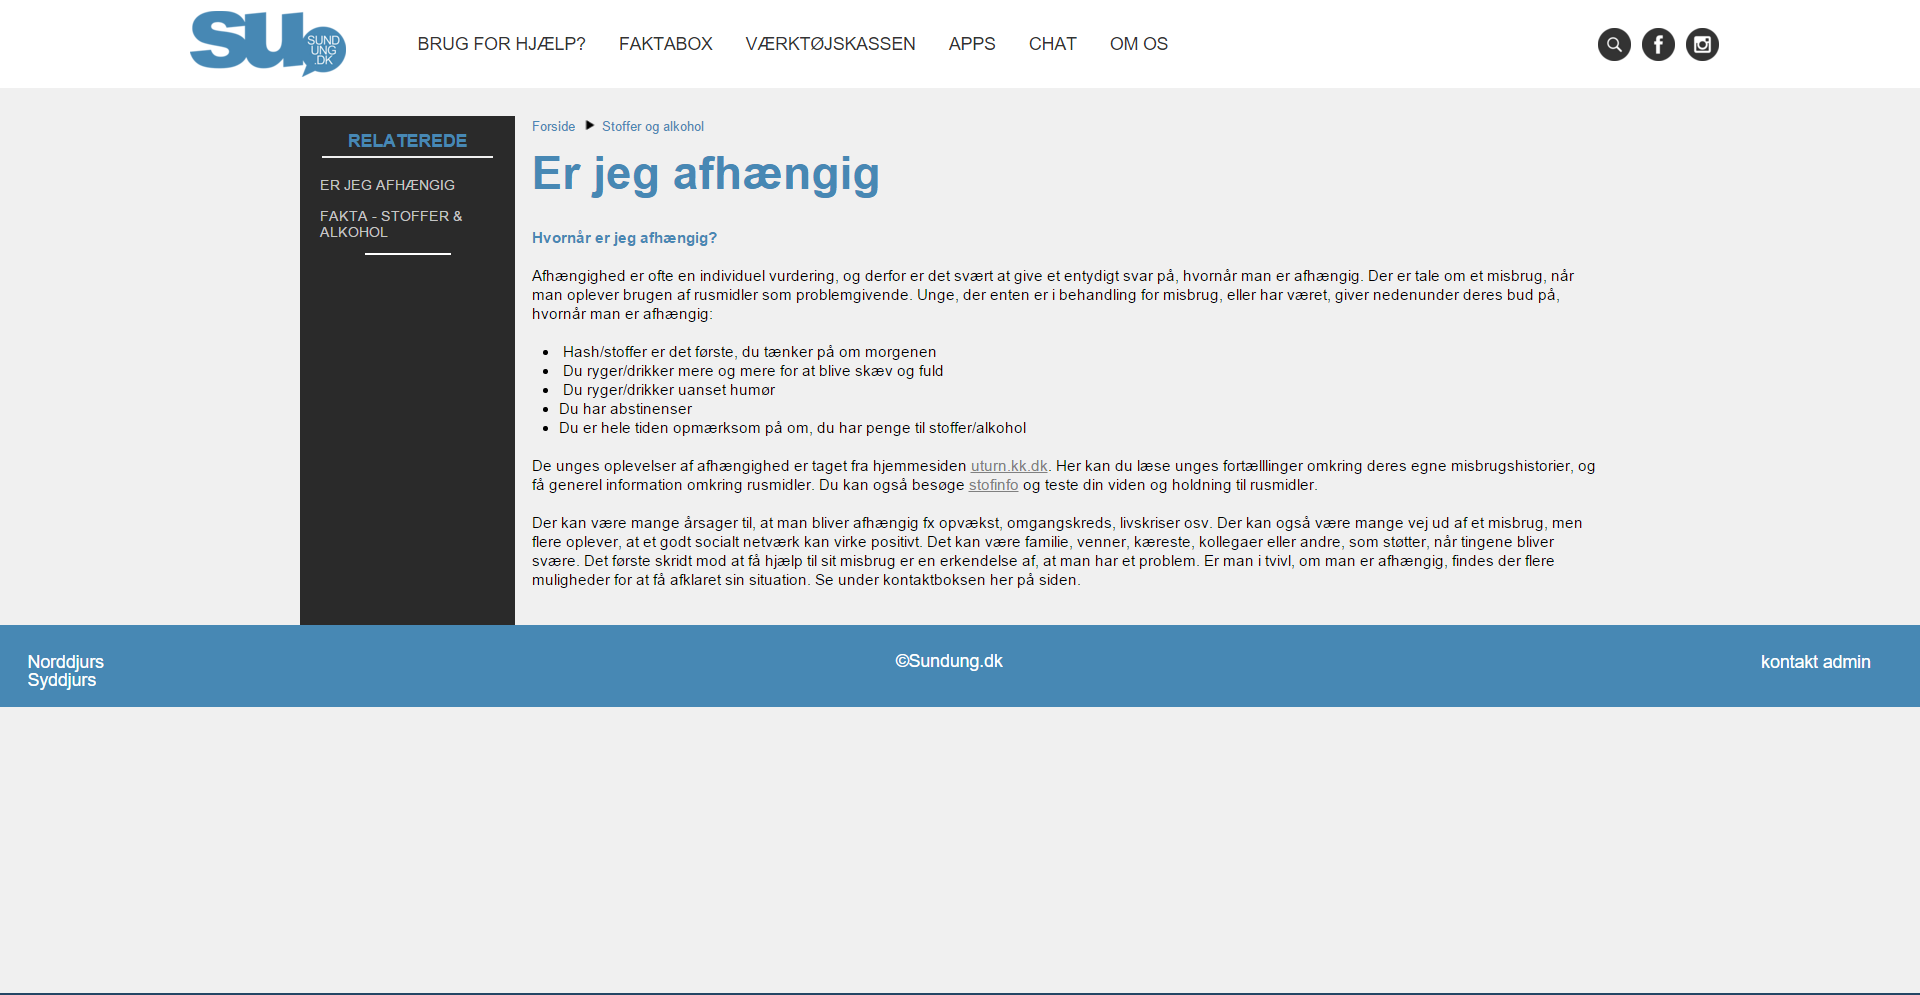 SU
SUND
UNG
.DK
BRUG FOR HJÆLP? FAKTABOX VÆRKTØJSKASSEN APPS CHAT OM OS
RELATEREDE
ER JEG AFHÆNGIG
FAKTA - STOFFER &
ALKOHOL
Forside Stoffer og alkohol
Er jeg afhængig
Hvornår er jeg afhængig?
Afhængighed er ofte en individuel vurdering, og derfor er det svært at give et entydigt svar på, hvornår man er afhængig. Der er tale om et misbrug, når
man oplever brugen af rusmidler som problemgivende. Unge, der enten er i behandling for misbrug, eller har været, giver nedenunder deres bud på,
hvornår man er afhængig:
Hash/stoffer er det første, du tænker på om morgenen
Du ryger/drikker mere og mere for at blive skæv og fuld
Du ryger/drikker uanset humør
Du har abstinenser
Du er hele tiden opmærksom på om, du har penge til stoffer/alkohol
De unges oplevelser af afhængighed er taget fra hjemmesiden uturn.kk.dk. Her kan du læse unges fortælllinger omkring deres egne misbrugshistorier, og
få generel information omkring rusmidler. Du kan også besøge stofinfo og teste din viden og holdning til rusmidler.
Der kan være mange årsager til, at man bliver afhængig fx opvækst, omgangskreds, livskriser osv. Der kan også være mange vej ud af et misbrug, men
flere oplever, at et godt socialt netværk kan virke positivt. Det kan være familie, venner, kæreste, kollegaer eller andre, som støtter, når tingene bliver
svære. Det første skridt mod at få hjælp til sit misbrug er en erkendelse af, at man har et problem. Er man i tvivl, om man er afhængig, findes der flere
muligheder for at få afklaret sin situation. Se under kontaktboksen her på siden.
Norddjurs
Syddjurs
©Sundung.dk
kontakt admin